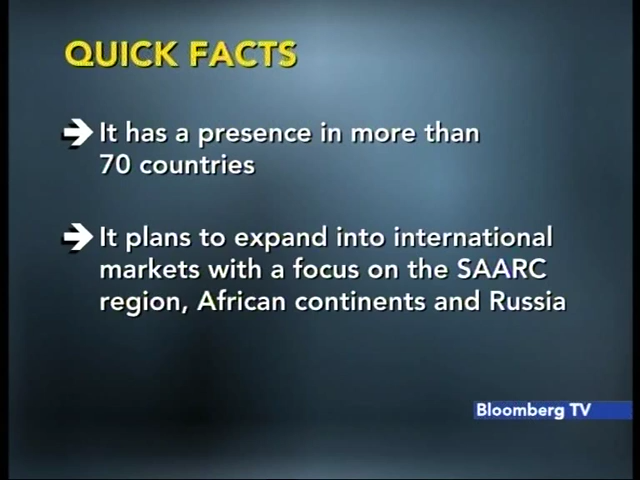 QUICK FACTS
It has a presence in more than
70 countries
It plans to expand into international
markets with a focus on the SAARC
region, African continents and Russia
Bloomberg TV